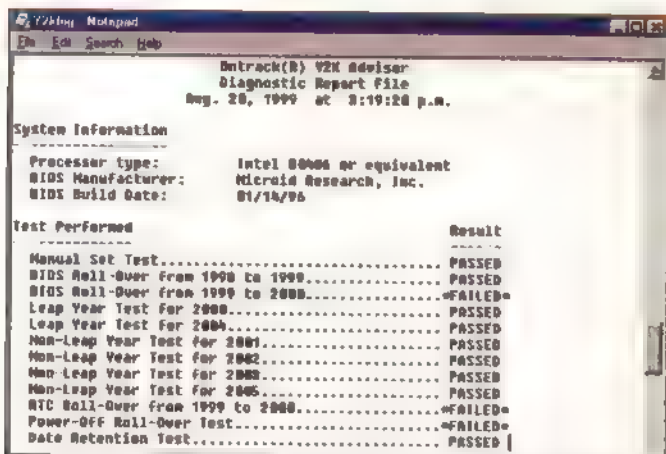 Y2klog Notepad
File Edit Search Help
Ontrack(R) Y2K Advisor
Diagnostic Report File
Aug. 20, 1999 at 3:19:20 p.m.
System Information
Processor type: Intel 80486 or equivalent
BIOS Manufacturer: Microid Research, Inc.
BIOS Build Date: 01/14/96
Test Performed Result
Manual Set Test........................................ PASSED
BIOS Roll-Over from 1998 to 1999....................... PASSED
BIOS Roll-Over from 1999 to 2000.......................*FAILED*
Leap Year Test for 2000................................ PASSED
Leap Year Test for 2004................................ PASSED
Non-Leap Year Test for 2001............................ PASSED
Non-Leap Year Test for 2002............................ PASSED
Non-Leap Year Test for 2003............................ PASSED
Non-Leap Year Test for 2005............................ PASSED
RTC Roll-Over from 1999 to 2000........................*FAILED*
Power-Off Roll-Over Test...............................*FAILED*
Date Retention Test.................................... PASSED